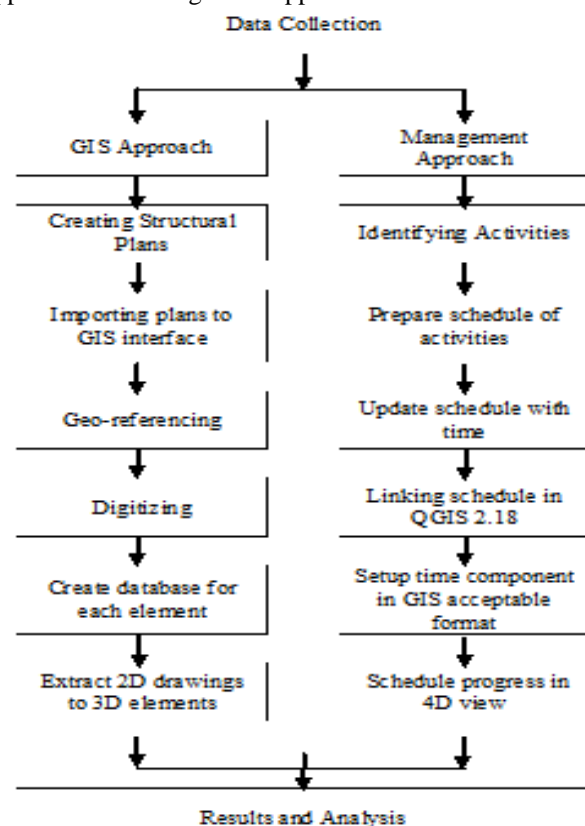 Data Collection
GIS Approach
Management
Approach
Creating Structural
Plans
Identifying Activities
Importing plans to
GIS interface
Prepare schedule of
activities
Geo-referencing
Update schedule with
time
Digitizing
Linking schedule in
QGIS 2.18
Create database for
each element
Setup time component
in GIS acceptable
format
Extract 2D drawings
to 3D elements
Schedule progress in
4D view
Results and Analysis